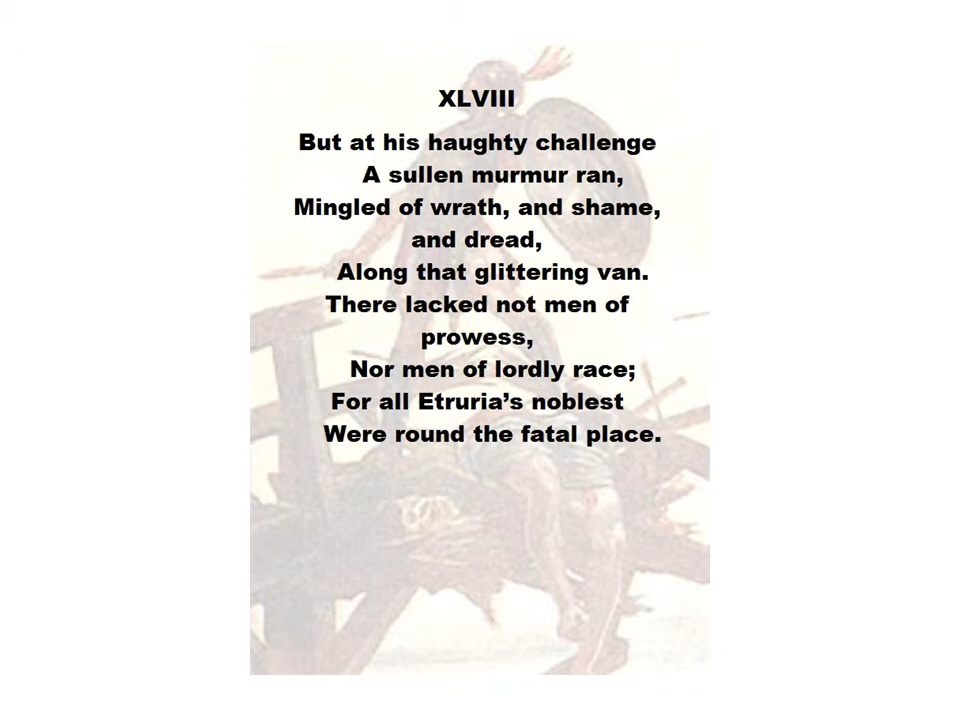 XLVIII
But at his haughty challenge
A sullen murmur ran,
Mingled of wrath, and shame,
and dread,
Along that glittering van.
There lacked not men of
prowess,
Nor men of lordly race;
For all Etruria’s noblest
Were round the fatal place.